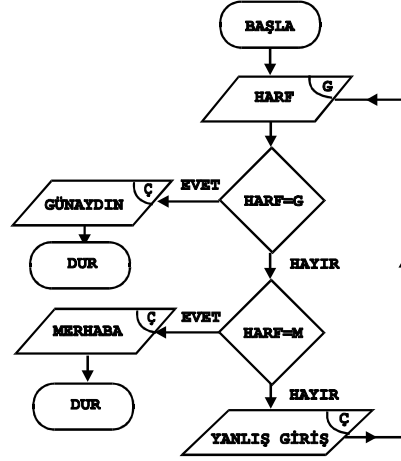 BAŞLA
G
HARF
Ç
EVET
GÜNAYDIN
HARF=G
DUR
HAYIR
Ç
EVET
MERHABA
HARF=M
DUR
HAYIR
Ç
YANLIŞ GİRİŞ